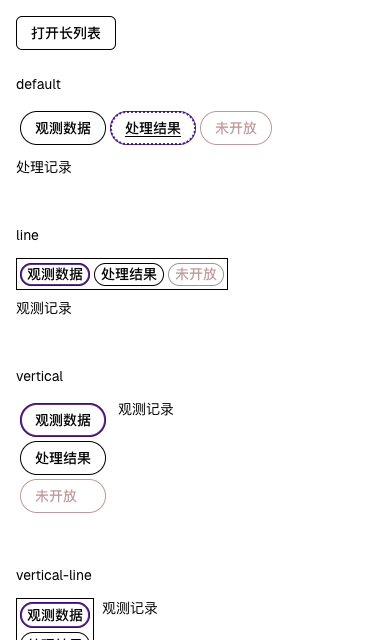 打开长列表
default
观测数据 处理结果 未开放
处理记录
line
观测数据 处理结果 未开放
观测记录
vertical
观测数据 观测记录
处理结果
未开放
vertical-line
观测数据 观测记录